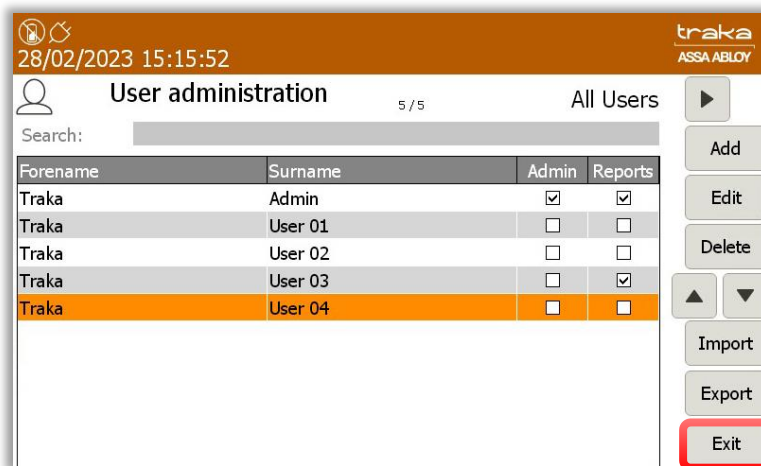 28/02/2023 15:15:52
traka
ASSA ABLOY
User administration 5/5 All Users
Search:
Forename Surname Admin Reports
Traka Admin
Traka User 01
Traka User 02
Traka User 03
Traka User 04
Add
Edit
Delete
Import
Export
Exit